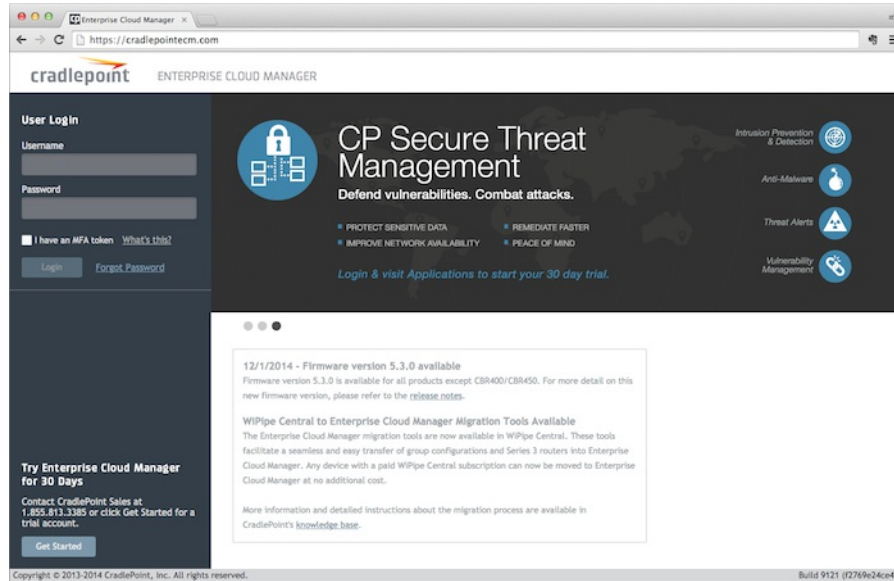 Enterprise Cloud Manager
https://cradlepointecm.com
cradlepoint
ENTERPRISE CLOUD MANAGER
User Login
Username
Password
I have an MFA token What's this?
Login Forgot Password
Try Enterprise Cloud Manager
for 30 Days
Contact CradlePoint Sales at
1.855.813.3385 or click Get Started for a
trial account.
Get Started
CP Secure Threat
Management
Defend vulnerabilities. Combat attacks.
PROTECT SENSITIVE DATA
REMEDIATE FASTER
IMPROVE NETWORK AVAILABILITY
PEACE OF MIND
Login & visit Applications to start your 30 day trial.
Intrusion Prevention
& Detection
Anti-Malware
Threat Alerts
Vulnerability
Management
12/1/2014 - Firmware version 5.3.0 available
Firmware version 5.3.0 is available for all products except CBR400/CBR450. For more detail on this
new firmware version, please refer to the release notes.
WiPipe Central to Enterprise Cloud Manager Migration Tools Available
The Enterprise Cloud Manager migration tools are now available in WiPipe Central. These tools
facilitate a seamless and easy transfer of group configurations and Series 3 routers into Enterprise
Cloud Manager. Any device with a paid WiPipe Central subscription can now be moved to Enterprise
Cloud Manager at no additional cost.
More information and detailed instructions about the migration process are available in
CradlePoint's knowledge base.
Copyright © 2013-2014 CradlePoint, Inc. All rights reserved.
Build 9121 (f2769e24ce4